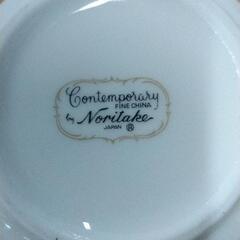 Contemporary
FINE CHINA
by Noritake
JAPAN ®